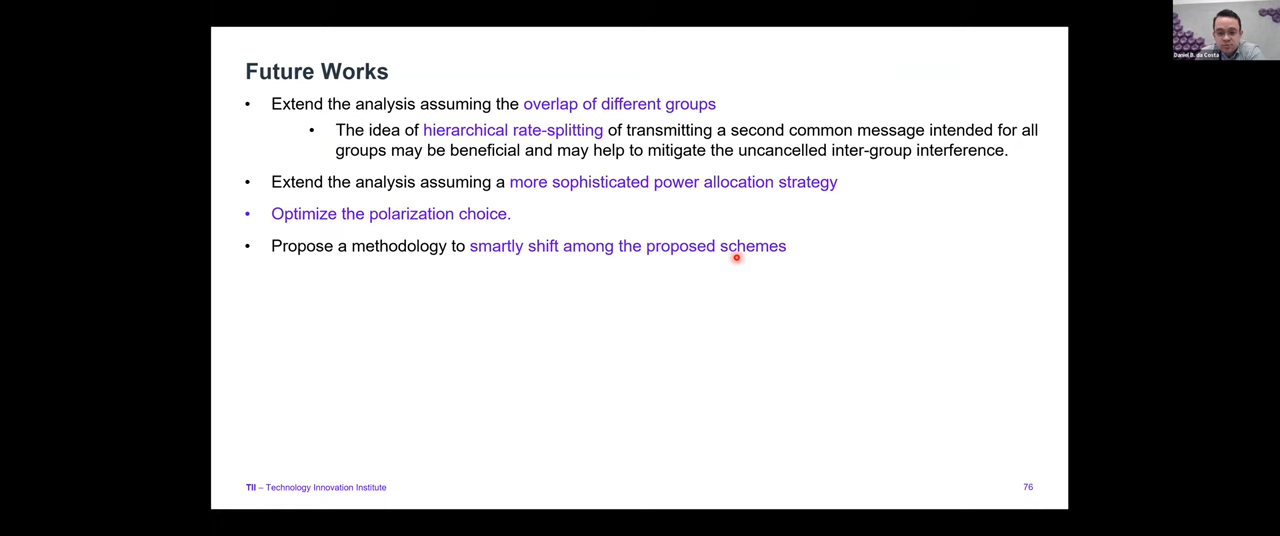 Daniel B. da Costa
Future Works
• Extend the analysis assuming the overlap of different groups
• The idea of hierarchical rate-splitting of transmitting a second common message intended for all
groups may be beneficial and may help to mitigate the uncancelled inter-group interference.
• Extend the analysis assuming a more sophisticated power allocation strategy
• Optimize the polarization choice.
• Propose a methodology to smartly shift among the proposed schemes
TII – Technology Innovation Institute
76